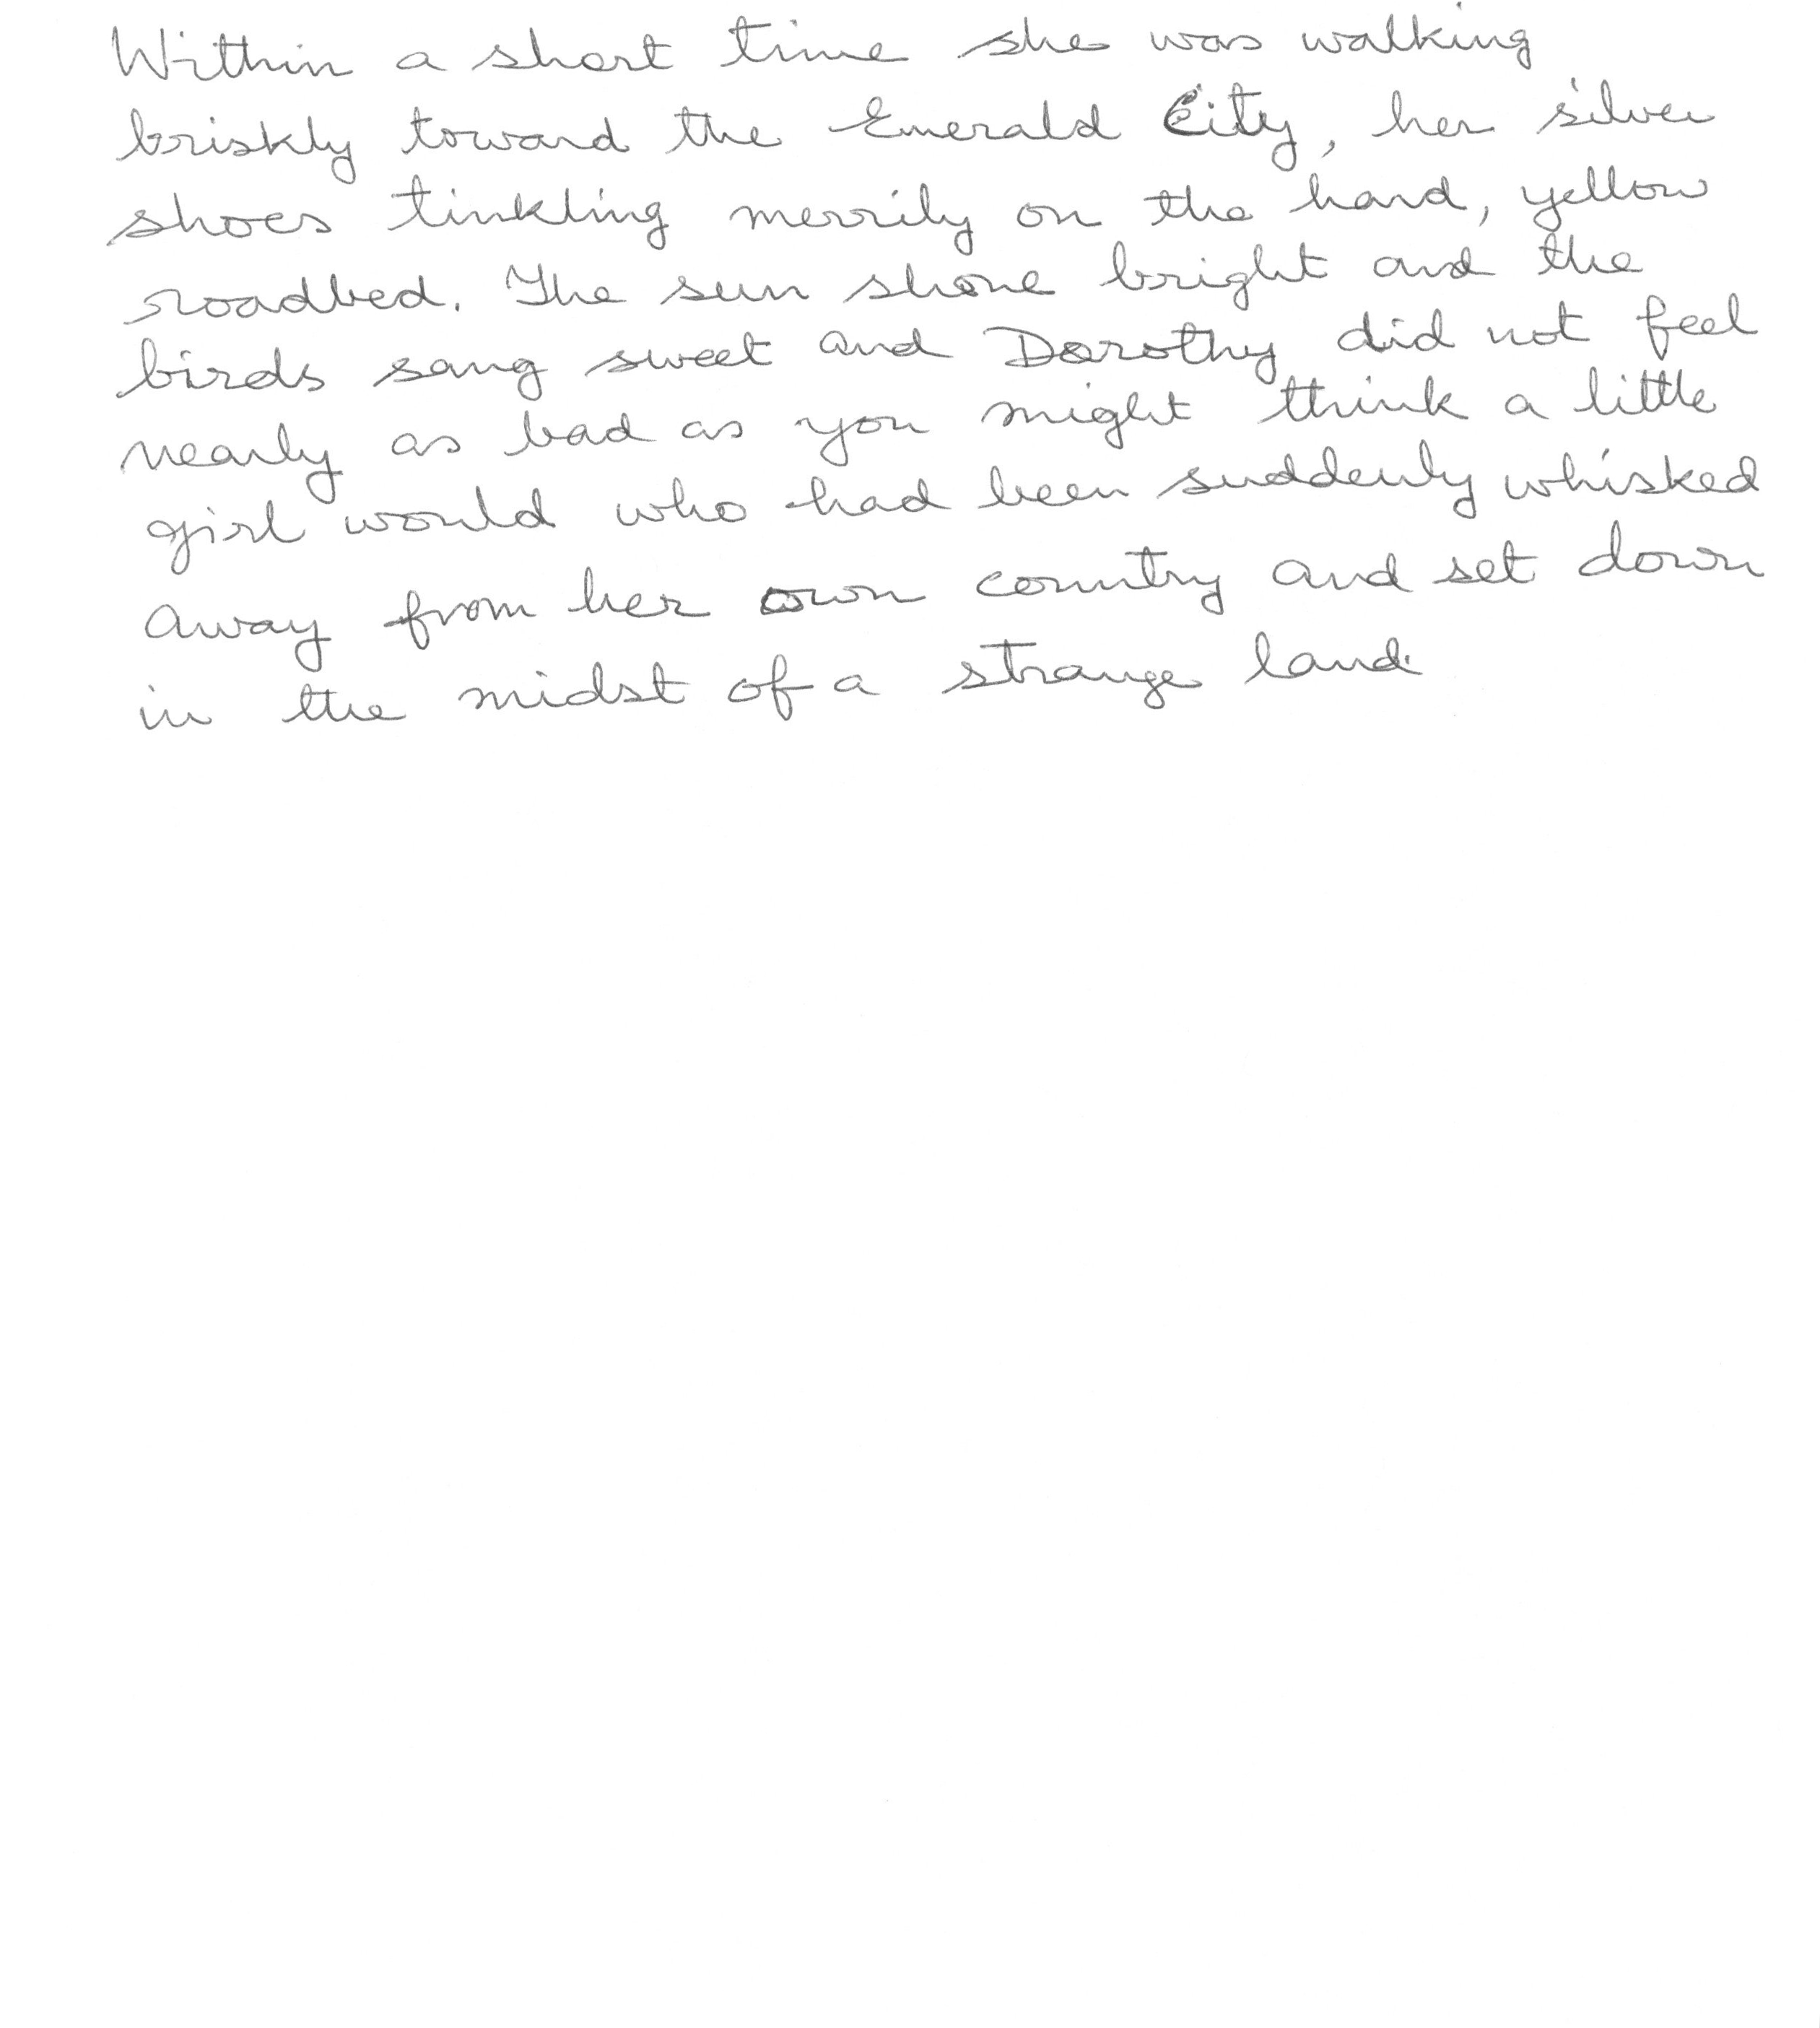 Within a short time she was walking
briskly toward the Emerald City, her silver
shoes tinkling merrily on the hard, yellow
roadbed. The sun shone bright and the
birds sang sweet and Dorothy did not feel
nearly as bad as you might think a little
girl would who had been suddenly whisked
away from her own country and set down
in the midst of a strange land.